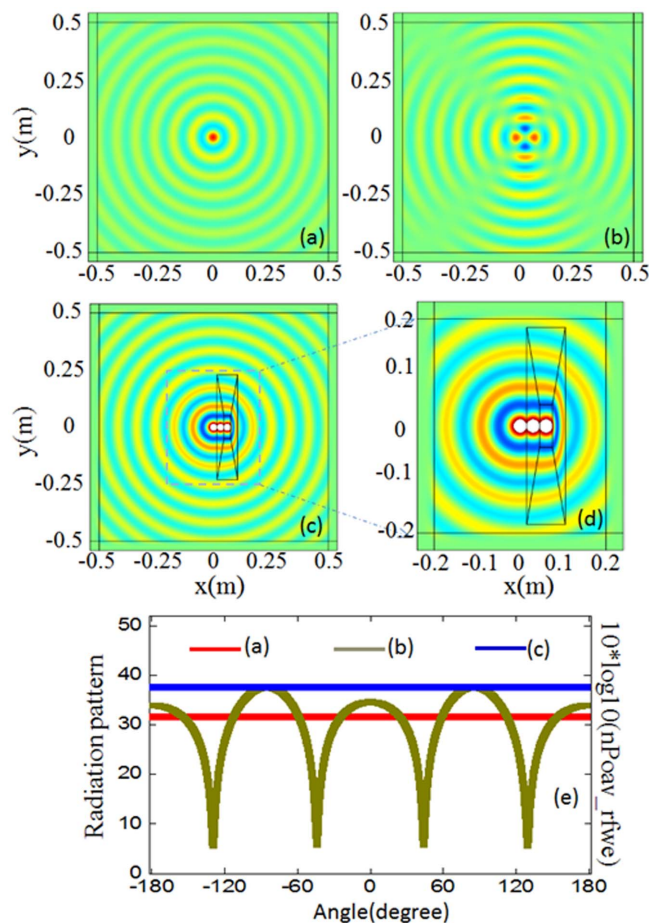 0.5 0.5
0.25 0.25
y(m) 0 y(m) 0
-0.25 -0.25
-0.5 (a) -0.5 (b)
-0.5 -0.25 0 0.25 0.5 -0.5 -0.25 0 0.25 0.5
0.5 0.2
0.25 0.1
y(m) 0 y(m) 0
-0.25 -0.1
-0.5 (c) -0.2 (d)
-0.5 -0.25 0 0.25 0.5 -0.2 -0.1 0 0.1 0.2
x(m) x(m)
50
(a) (b) (c)
40
30
20
10
0
Radiation pattern
10*log10(nPoav_rfwe)
(e)
-180 -120 -60 0 60 120 180
Angle(degree)